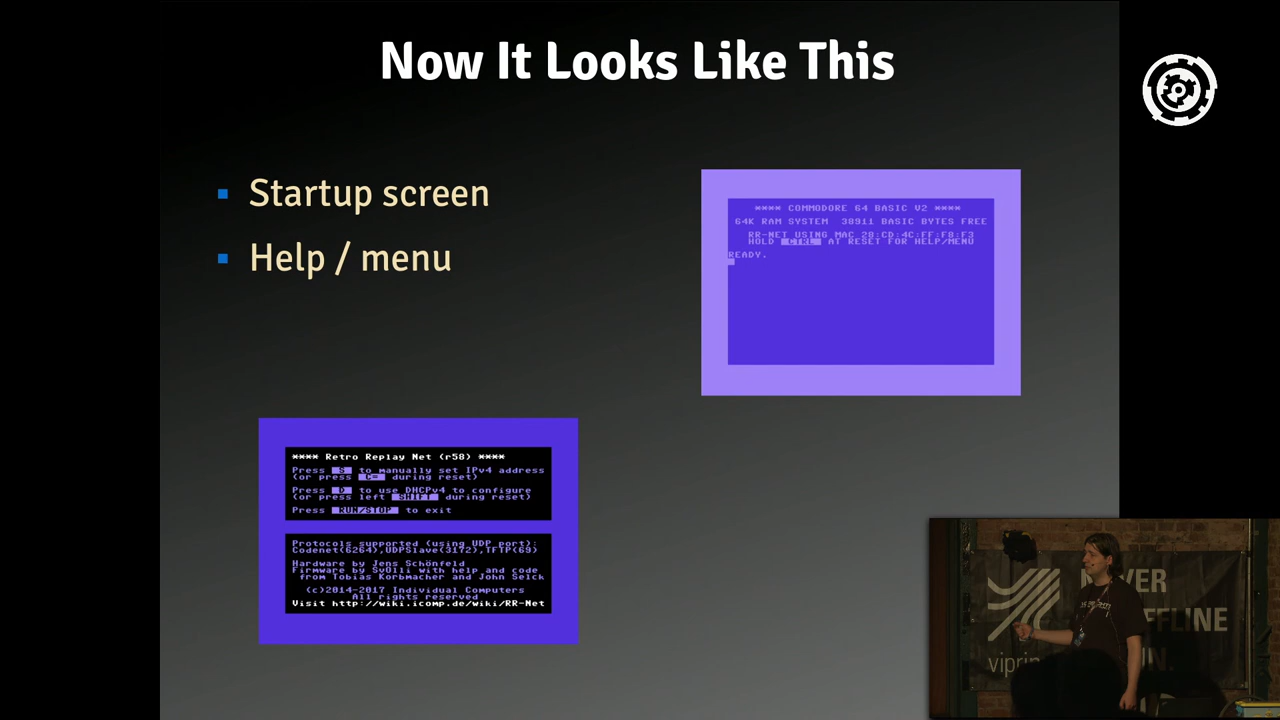 Now It Looks Like This
Startup screen
Help / menu
**** COMMODORE 64 BASIC V2 ****
64K RAM SYSTEM 38911 BASIC BYTES FREE
RR-NET USING MAC 28:CD:4C:FF:F8:F3
HOLD CTRL AT RESET FOR HELP/MENU
READY.
**** Retro Replay Net (r58) ****
Press S to manually set IPv4 address
(or press C= during reset)
Press D to use DHCPv4 to configure
(or press left SHIFT during reset)
Press RUN/STOP to exit
Protocols supported (using UDP port):
Codenet(6264),UDPSlave(3172),TFTP(69)
Hardware by Jens Schönfeld
Firmware by SvOlli with help and code
from Tobias Korbmacher and John Selck
(c)2014-2017 Individual Computers
All rights reserved
Visit http://wiki.icomp.de/wiki/RR-Net